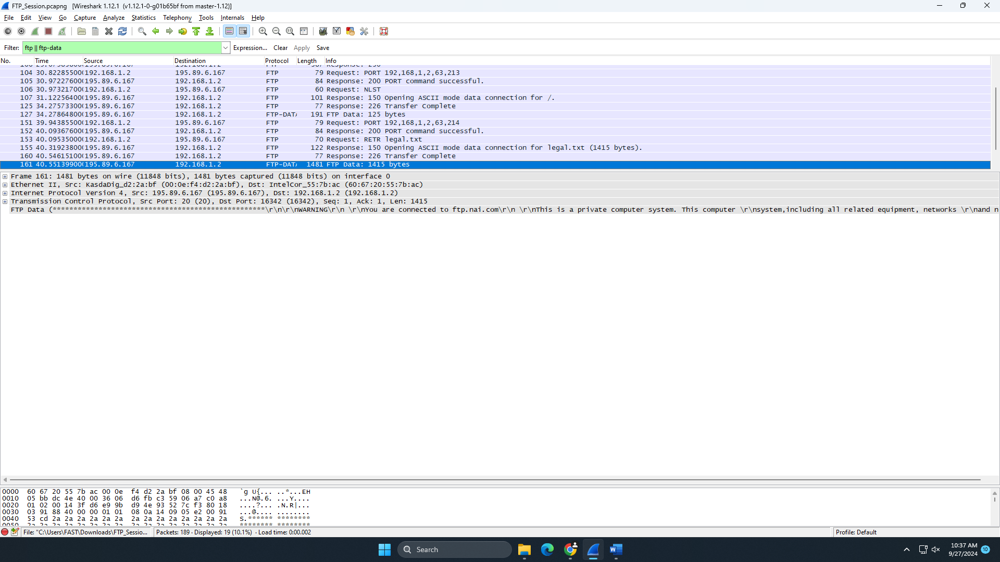 FTP_Session.pcapng [Wireshark 1.12.1 (v1.12.1-0-g01b65bf from master-1.12)]
File Edit View Go Capture Analyze Statistics Telephony Tools Internals Help
Filter: ftp || ftp-data Expression... Clear Apply Save
No. Time Source Destination Protocol Length Info
104 30.822855000 192.168.1.2 195.89.6.167 FTP 79 Request: PORT 192,168,1,2,63,213
105 30.972276000 195.89.6.167 192.168.1.2 FTP 84 Response: 200 PORT command successful.
106 30.973217000 192.168.1.2 195.89.6.167 FTP 60 Request: NLST
107 31.122564000 195.89.6.167 192.168.1.2 FTP 101 Response: 150 Opening ASCII mode data connection for /.
125 34.275733000 195.89.6.167 192.168.1.2 FTP 77 Response: 226 Transfer Complete
127 34.278648000 195.89.6.167 192.168.1.2 FTP-DATA 191 FTP Data: 125 bytes
151 39.943855000 192.168.1.2 195.89.6.167 FTP 79 Request: PORT 192,168,1,2,63,214
152 40.093676000 195.89.6.167 192.168.1.2 FTP 84 Response: 200 PORT command successful.
153 40.095350000 192.168.1.2 195.89.6.167 FTP 70 Request: RETR legal.txt
155 40.319238000 195.89.6.167 192.168.1.2 FTP 122 Response: 150 Opening ASCII mode data connection for legal.txt (1415 bytes).
160 40.546151000 195.89.6.167 192.168.1.2 FTP 77 Response: 226 Transfer Complete
161 40.551399000 195.89.6.167 192.168.1.2 FTP-DATA 1481 FTP Data: 1415 bytes
Frame 161: 1481 bytes on wire (11848 bits), 1481 bytes captured (11848 bits) on interface 0
Ethernet II, Src: KasdaDig_d2:2a:bf (00:0e:f4:d2:2a:bf), Dst: IntelCor_55:7b:ac (60:67:20:55:7b:ac)
Internet Protocol Version 4, Src: 195.89.6.167 (195.89.6.167), Dst: 192.168.1.2 (192.168.1.2)
Transmission Control Protocol, Src Port: 20 (20), Dst Port: 16342 (16342), Seq: 1, Ack: 1, Len: 1415
FTP Data (***************************************************\r\n\r\nWARNING\r\n \r\nYou are connected to ftp.nai.com\r\n \r\nThis is a private computer system. This computer \r\nsystem,including all related equipment, networks \r\nand n
0000 60 67 20 55 7b ac 00 0e f4 d2 2a bf 08 00 45 48 `g U{... ..*...EH
0010 05 bb dc 4e 40 00 36 06 d6 fb c3 59 06 a7 c0 a8 ...N@.6. ...Y....
0020 01 02 00 14 3f d6 e9 9b d9 4e 93 52 7c f3 80 18 ....?... .N.R|...
0030 03 91 88 40 00 00 01 01 08 0a 14 09 05 e2 00 91 ...@.... ........
0040 53 cd 2a 2a 2a 2a 2a 2a 2a 2a 2a 2a 2a 2a 2a 2a S.****** ********
File: "C:\Users\FAST\Downloads\FTP_Sessio... Packets: 189 · Displayed: 19 (10.1%) · Load time: 0:00.002 Profile: Default
Search
10:37 AM
9/27/2024 10